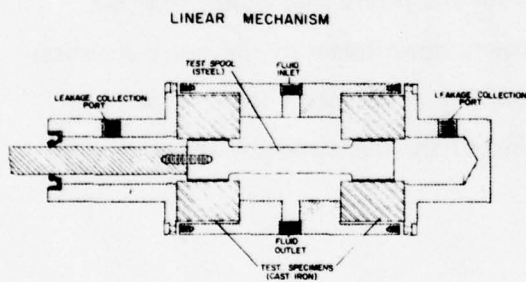 LINEAR MECHANISM
TEST SPOOL
(STEEL)
FLUID
INLET
LEAKAGE COLLECTION
PORT
LEAKAGE COLLECTION
PORT
FLUID
OUTLET
TEST SPECIMENS
(CAST IRON)